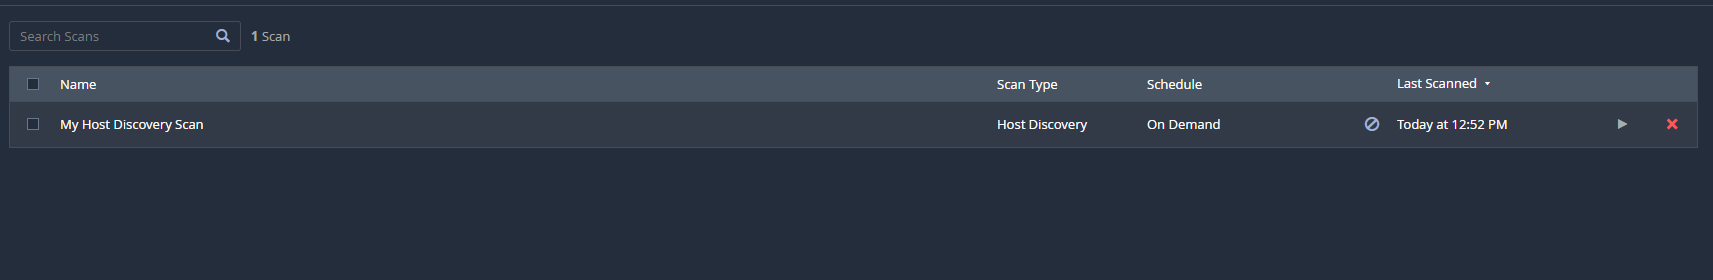 Search Scans
1 Scan
Name Scan Type Schedule Last Scanned
My Host Discovery Scan Host Discovery On Demand Today at 12:52 PM